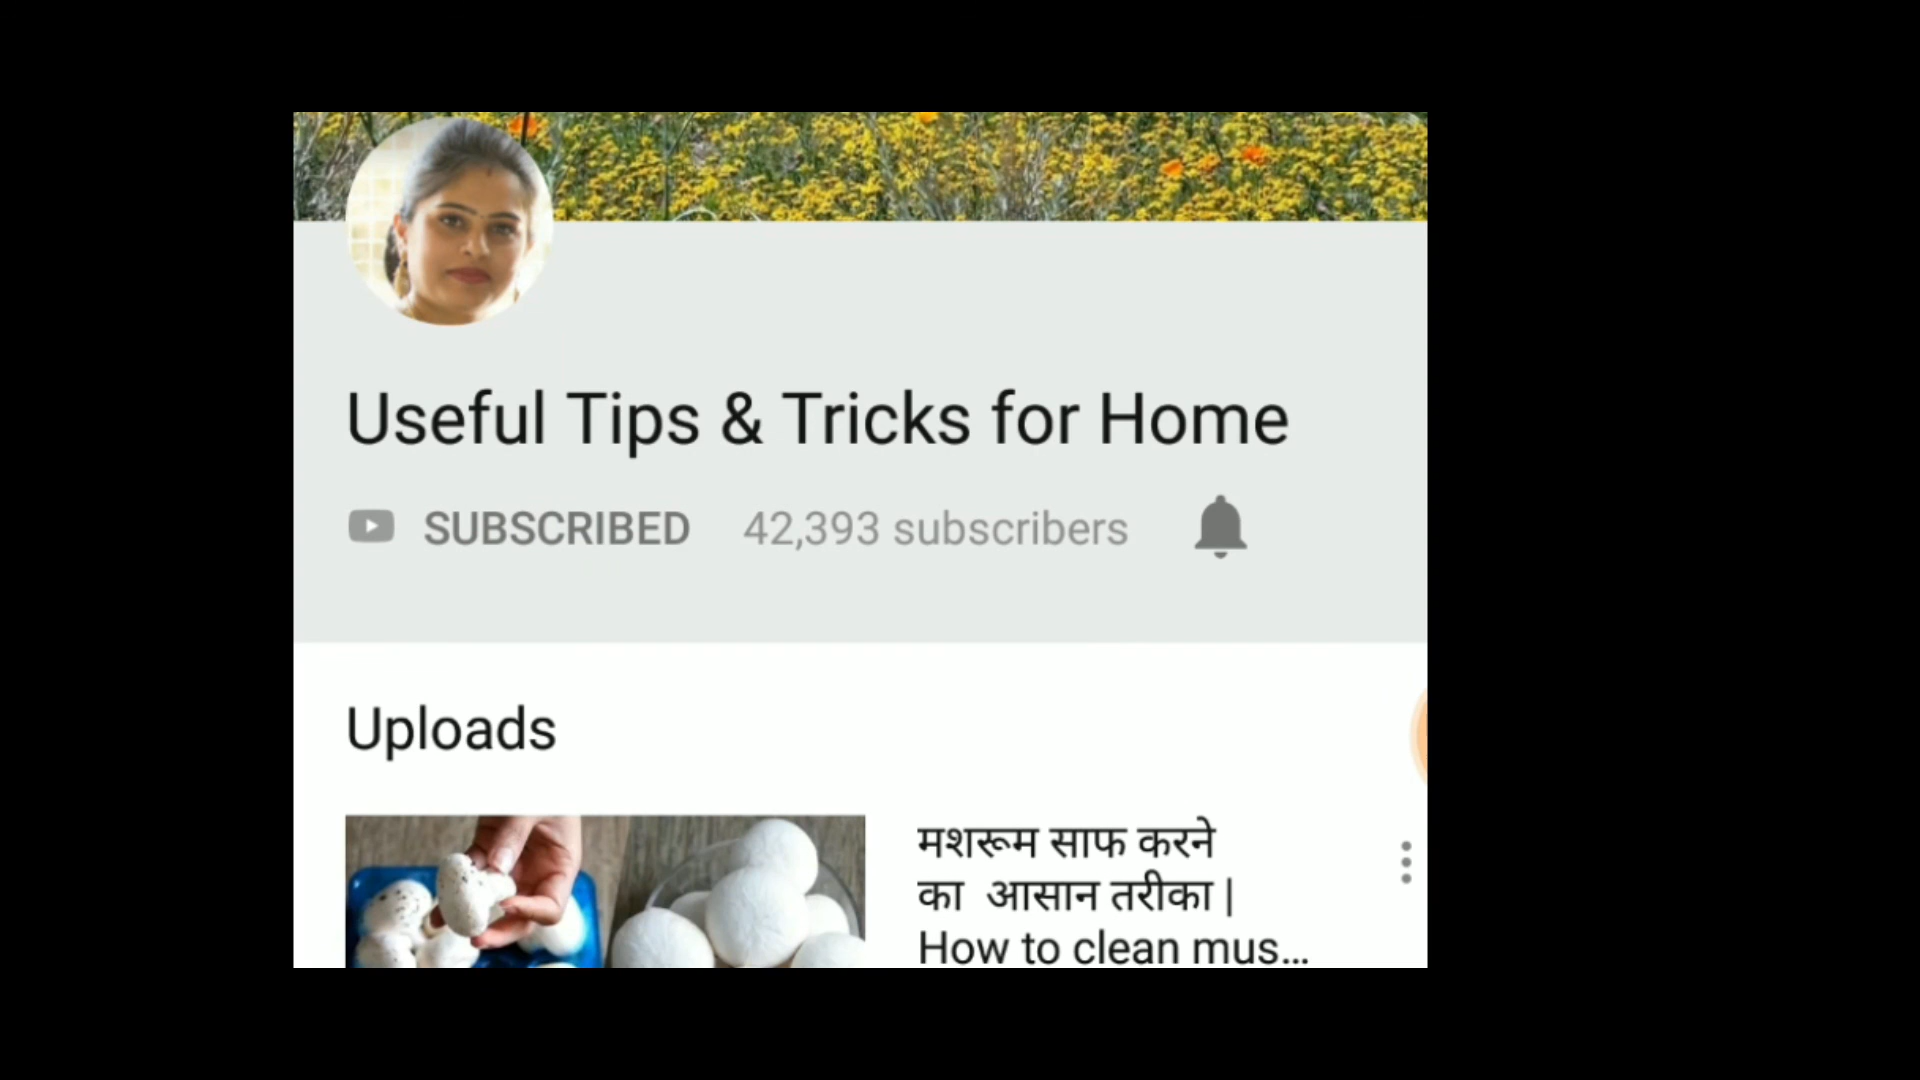 Useful Tips & Tricks for Home
SUBSCRIBED 42,393 subscribers
Uploads
मशरूम साफ करने
का आसान तरीका |
How to clean mus...